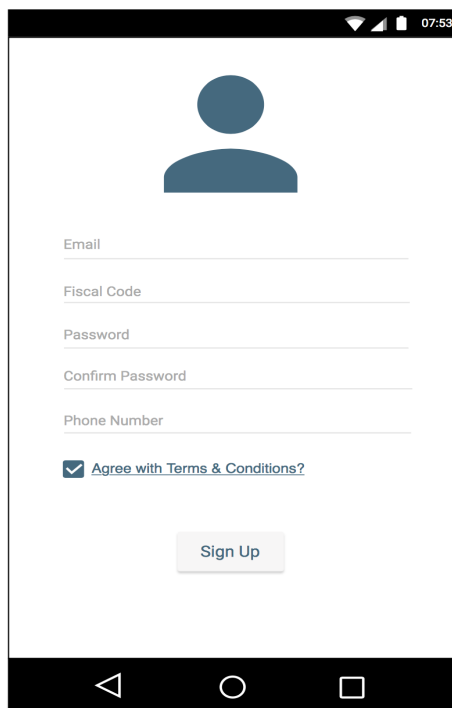 07:53
Email
Fiscal Code
Password
Confirm Password
Phone Number
Agree with Terms & Conditions?
Sign Up